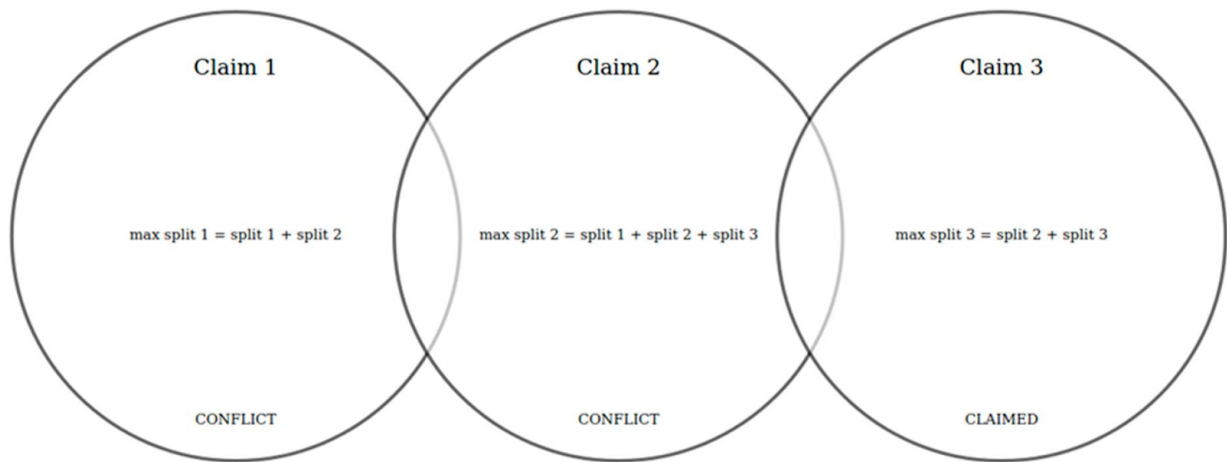 Claim 1
Claim 2
Claim 3
max split 1 = split 1 + split 2
max split 2 = split 1 + split 2 + split 3
max split 3 = split 2 + split 3
CONFLICT
CONFLICT
CLAIMED